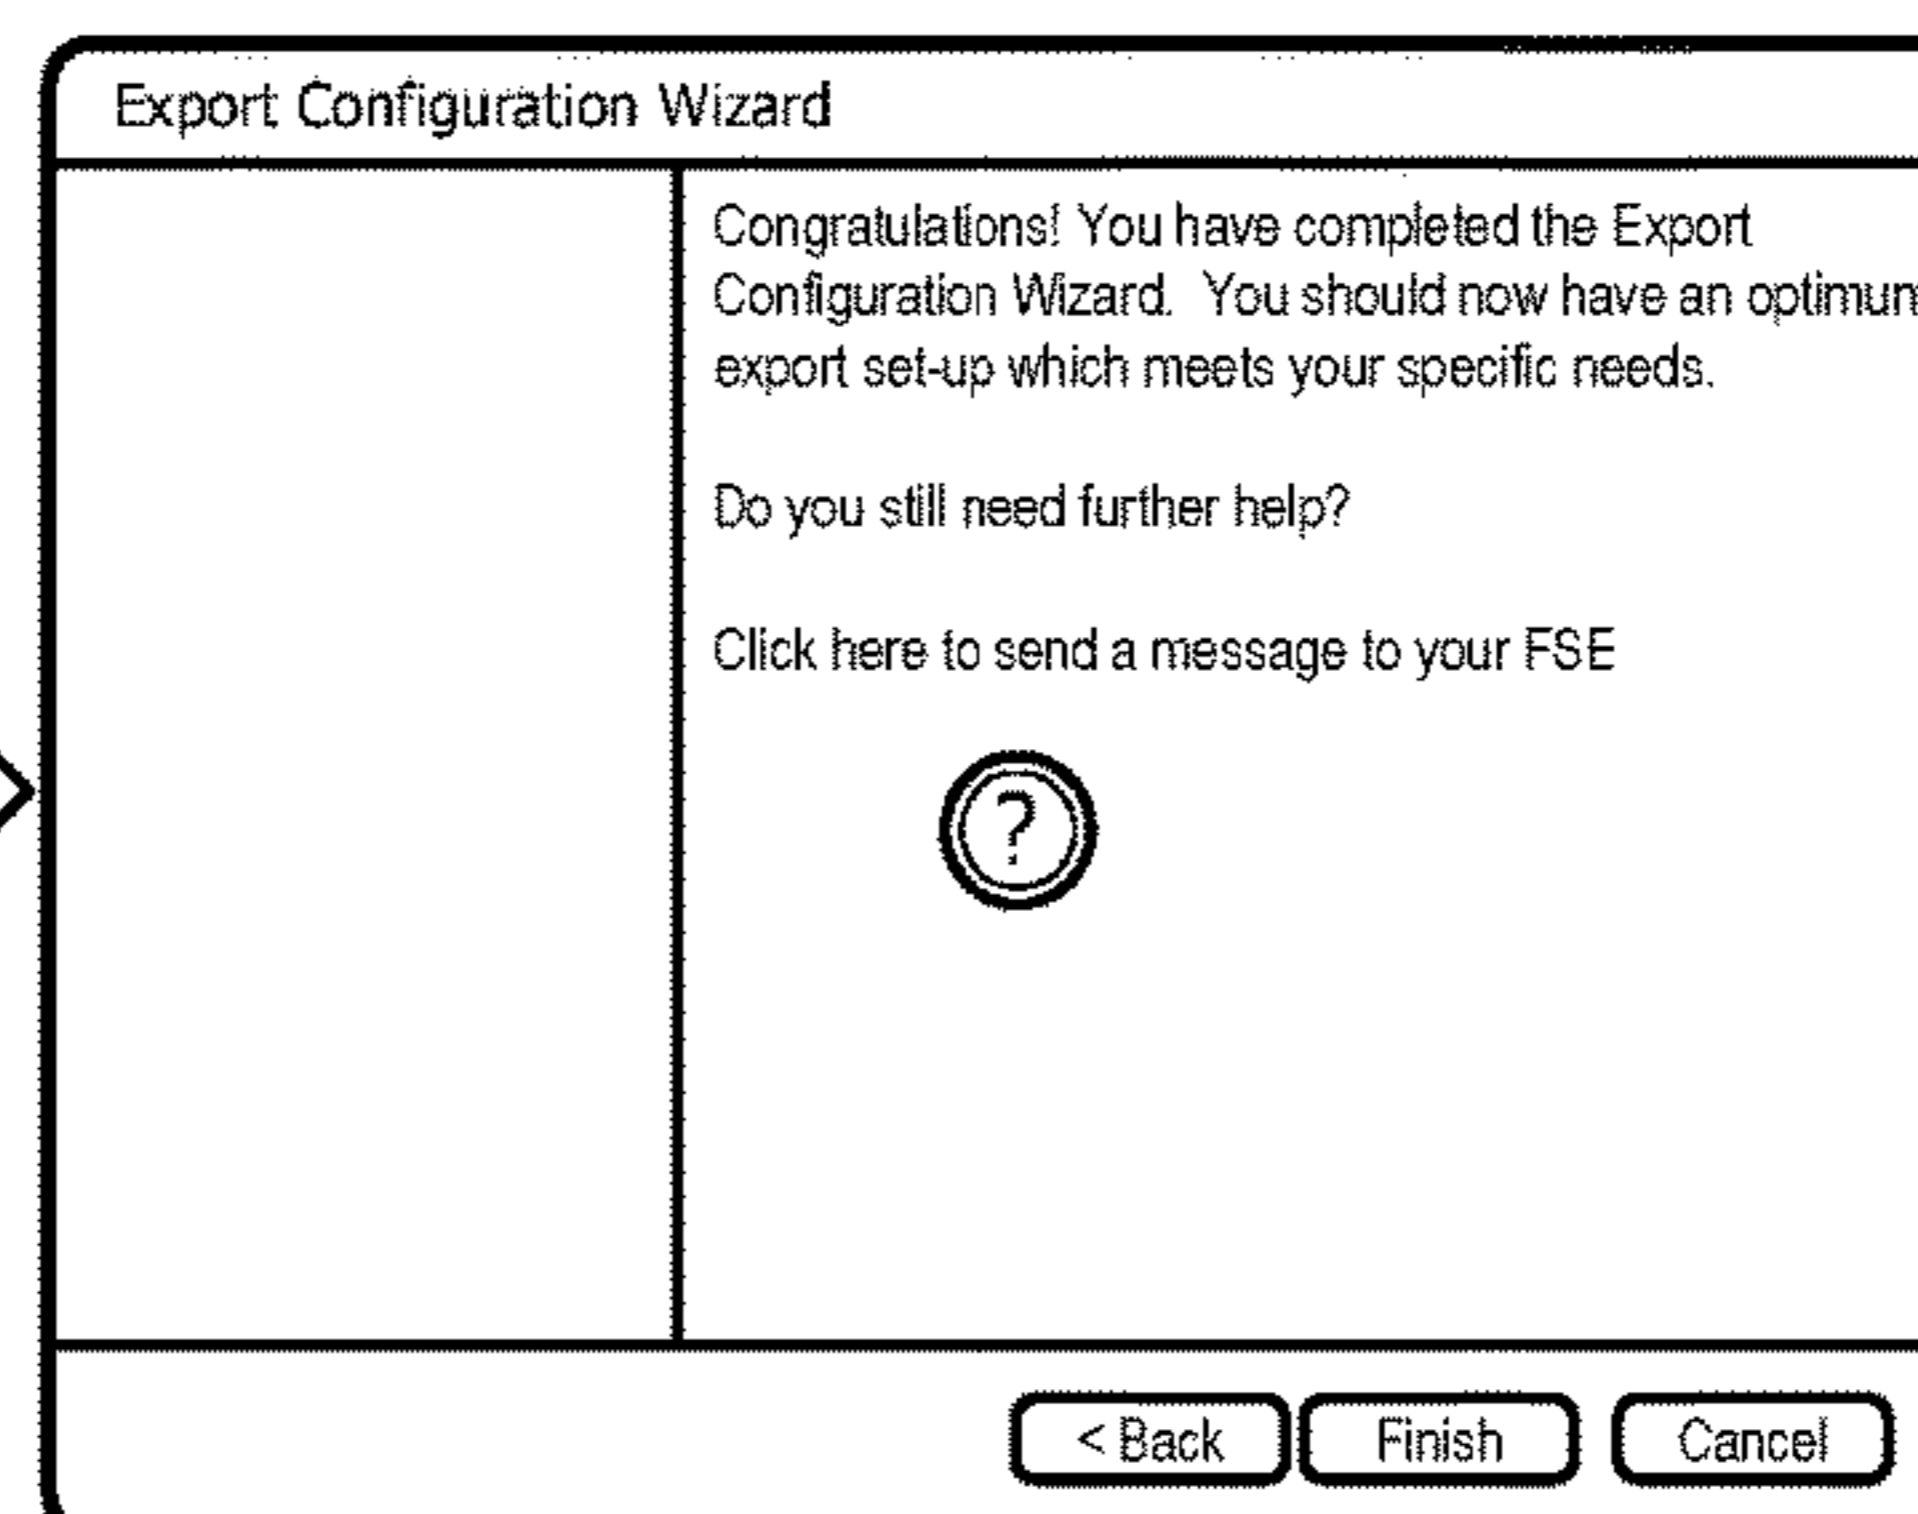 Export Configuration Wizard
Congratulations! You have completed the Export
Configuration Wizard. You should now have an
export set-up which meets your specific needs.
Do you still need further help?
Click here to send a message to your FSE
?
< Back
Finish
Cancel